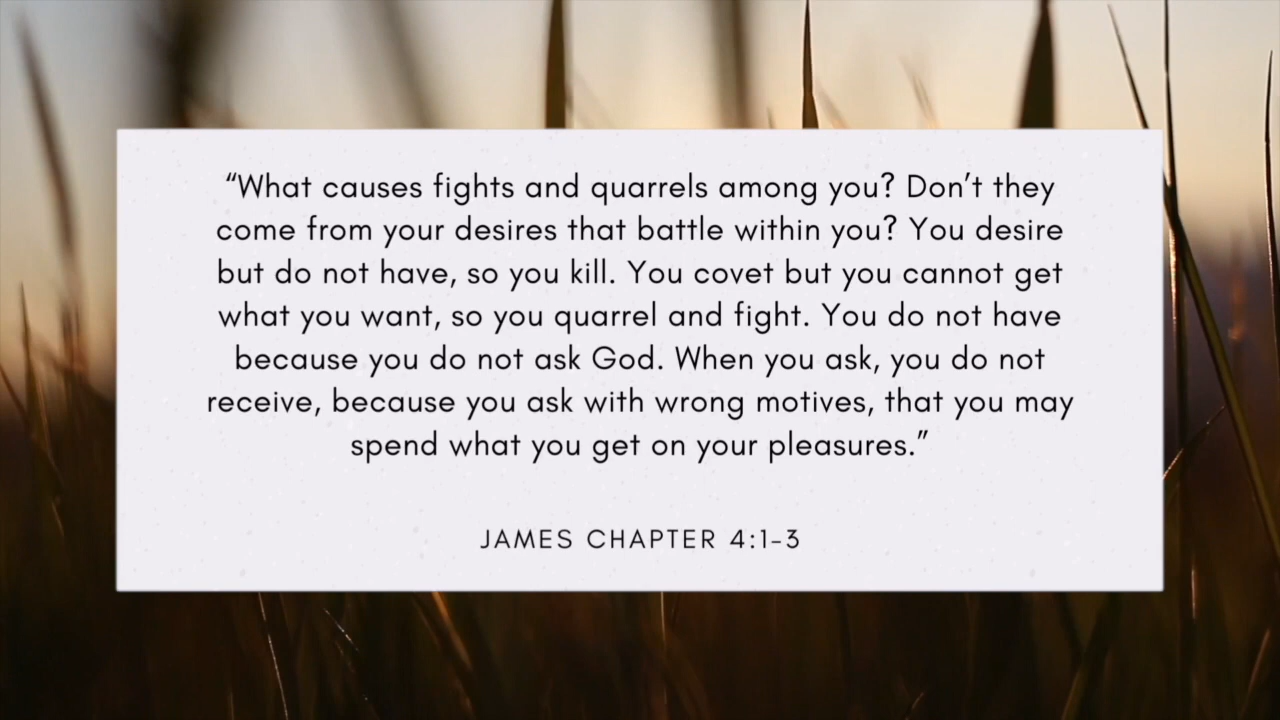 “What causes fights and quarrels among you? Don’t they
come from your desires that battle within you? You desire
but do not have, so you kill. You covet but you cannot get
what you want, so you quarrel and fight. You do not have
because you do not ask God. When you ask, you do not
receive, because you ask with wrong motives, that you may
spend what you get on your pleasures.”
JAMES CHAPTER 4:1-3